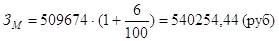 З_М = 509674 · (1 + 6/100) = 540254,44 (руб)